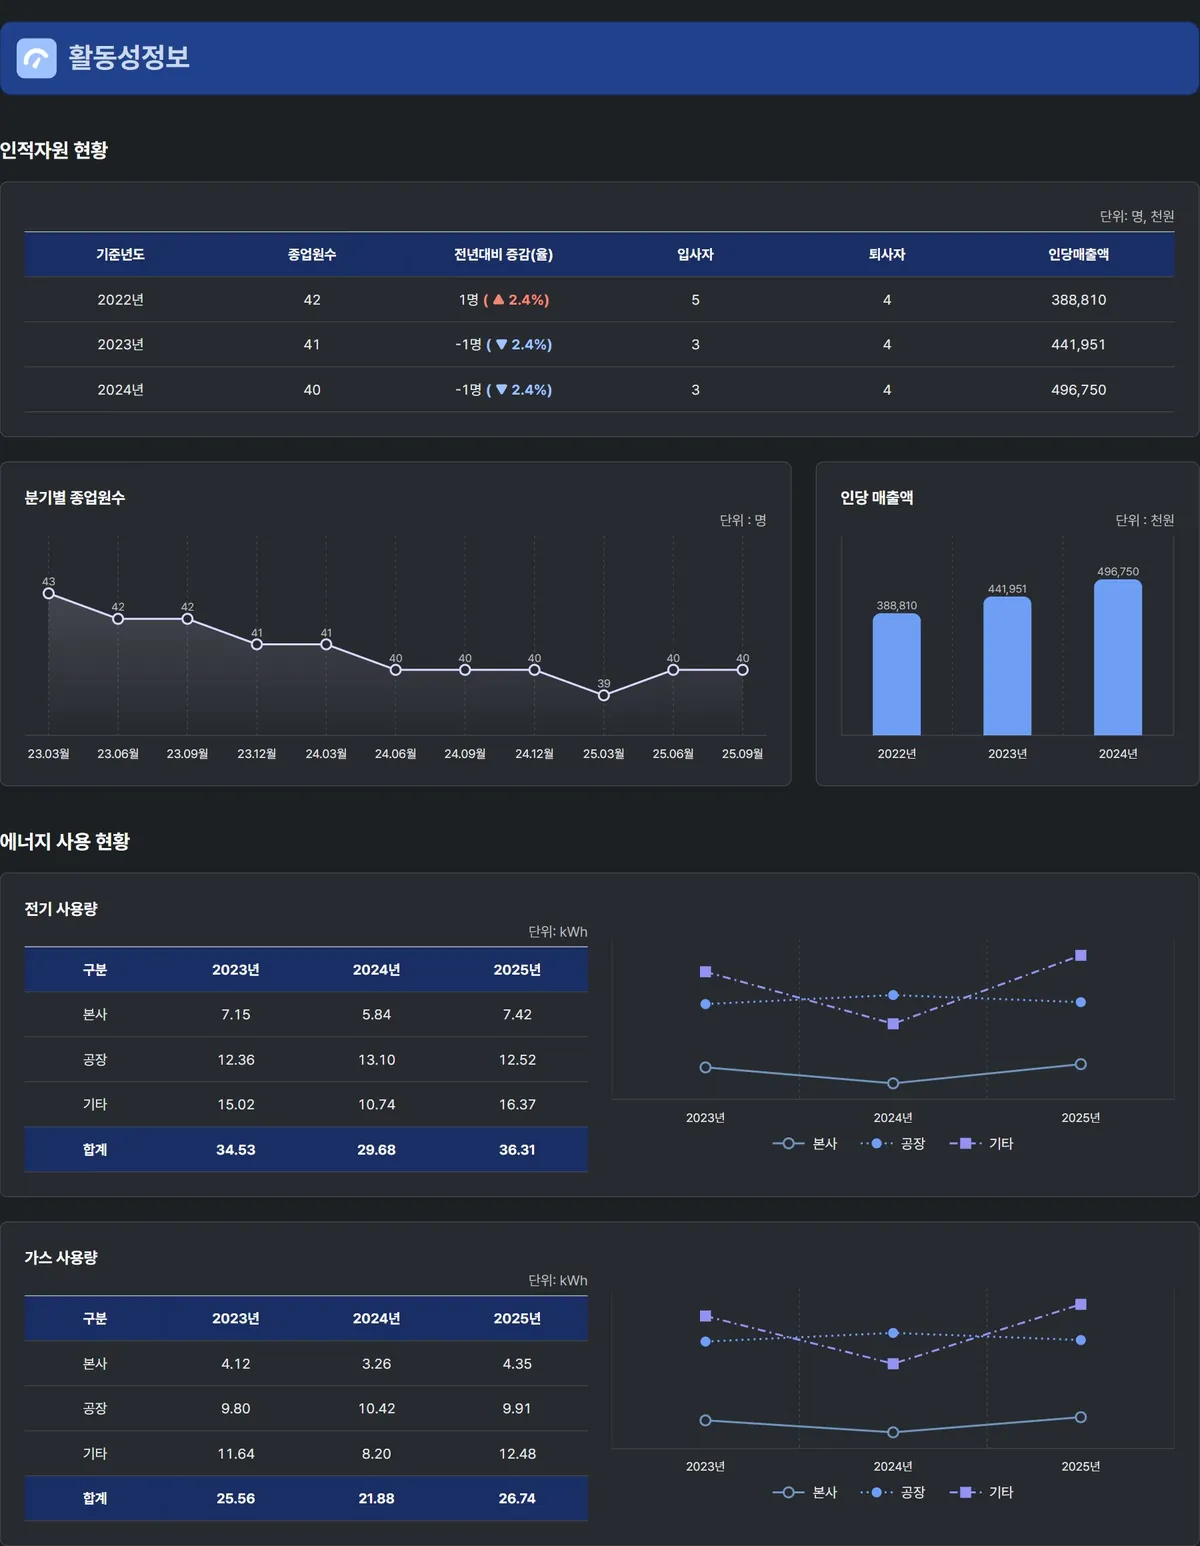 활동성정보
인적자원 현황
단위: 명, 천원
기준년도 종업원수 전년대비 증감(율) 입사자 퇴사자 인당매출액
2022년 42 1명 ( ▲ 2.4%) 5 4 388,810
2023년 41 -1명 ( ▼ 2.4%) 3 4 441,951
2024년 40 -1명 ( ▼ 2.4%) 3 4 496,750
분기별 종업원수
단위 : 명
43 42 42 41 41 40 40 40 39 40 40
23.03월 23.06월 23.09월 23.12월 24.03월 24.06월 24.09월 24.12월 25.03월 25.06월 25.09월
인당 매출액
단위 : 천원
388,810 441,951 496,750
2022년 2023년 2024년
에너지 사용 현황
전기 사용량
단위: kWh
구분 2023년 2024년 2025년
본사 7.15 5.84 7.42
공장 12.36 13.10 12.52
기타 15.02 10.74 16.37
합계 34.53 29.68 36.31
2023년 2024년 2025년
본사 공장 기타
가스 사용량
단위: kWh
구분 2023년 2024년 2025년
본사 4.12 3.26 4.35
공장 9.80 10.42 9.91
기타 11.64 8.20 12.48
합계 25.56 21.88 26.74
2023년 2024년 2025년
본사 공장 기타